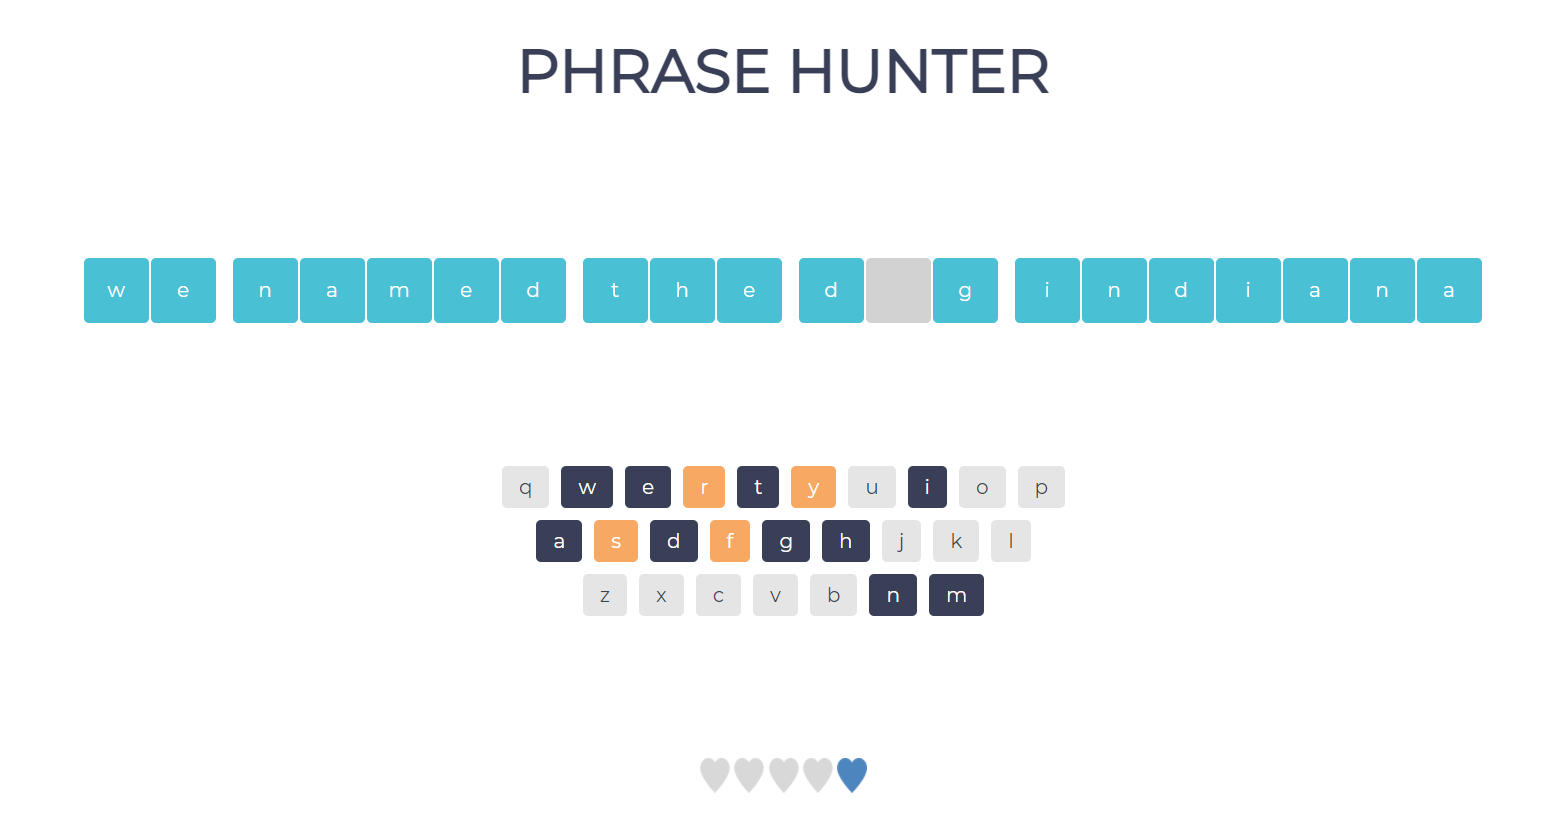 PHRASE HUNTER
w e n a m e d t h e d g i n d i a n a
q w e r t y u i o p
a s d f g h j k l
z x c v b n m